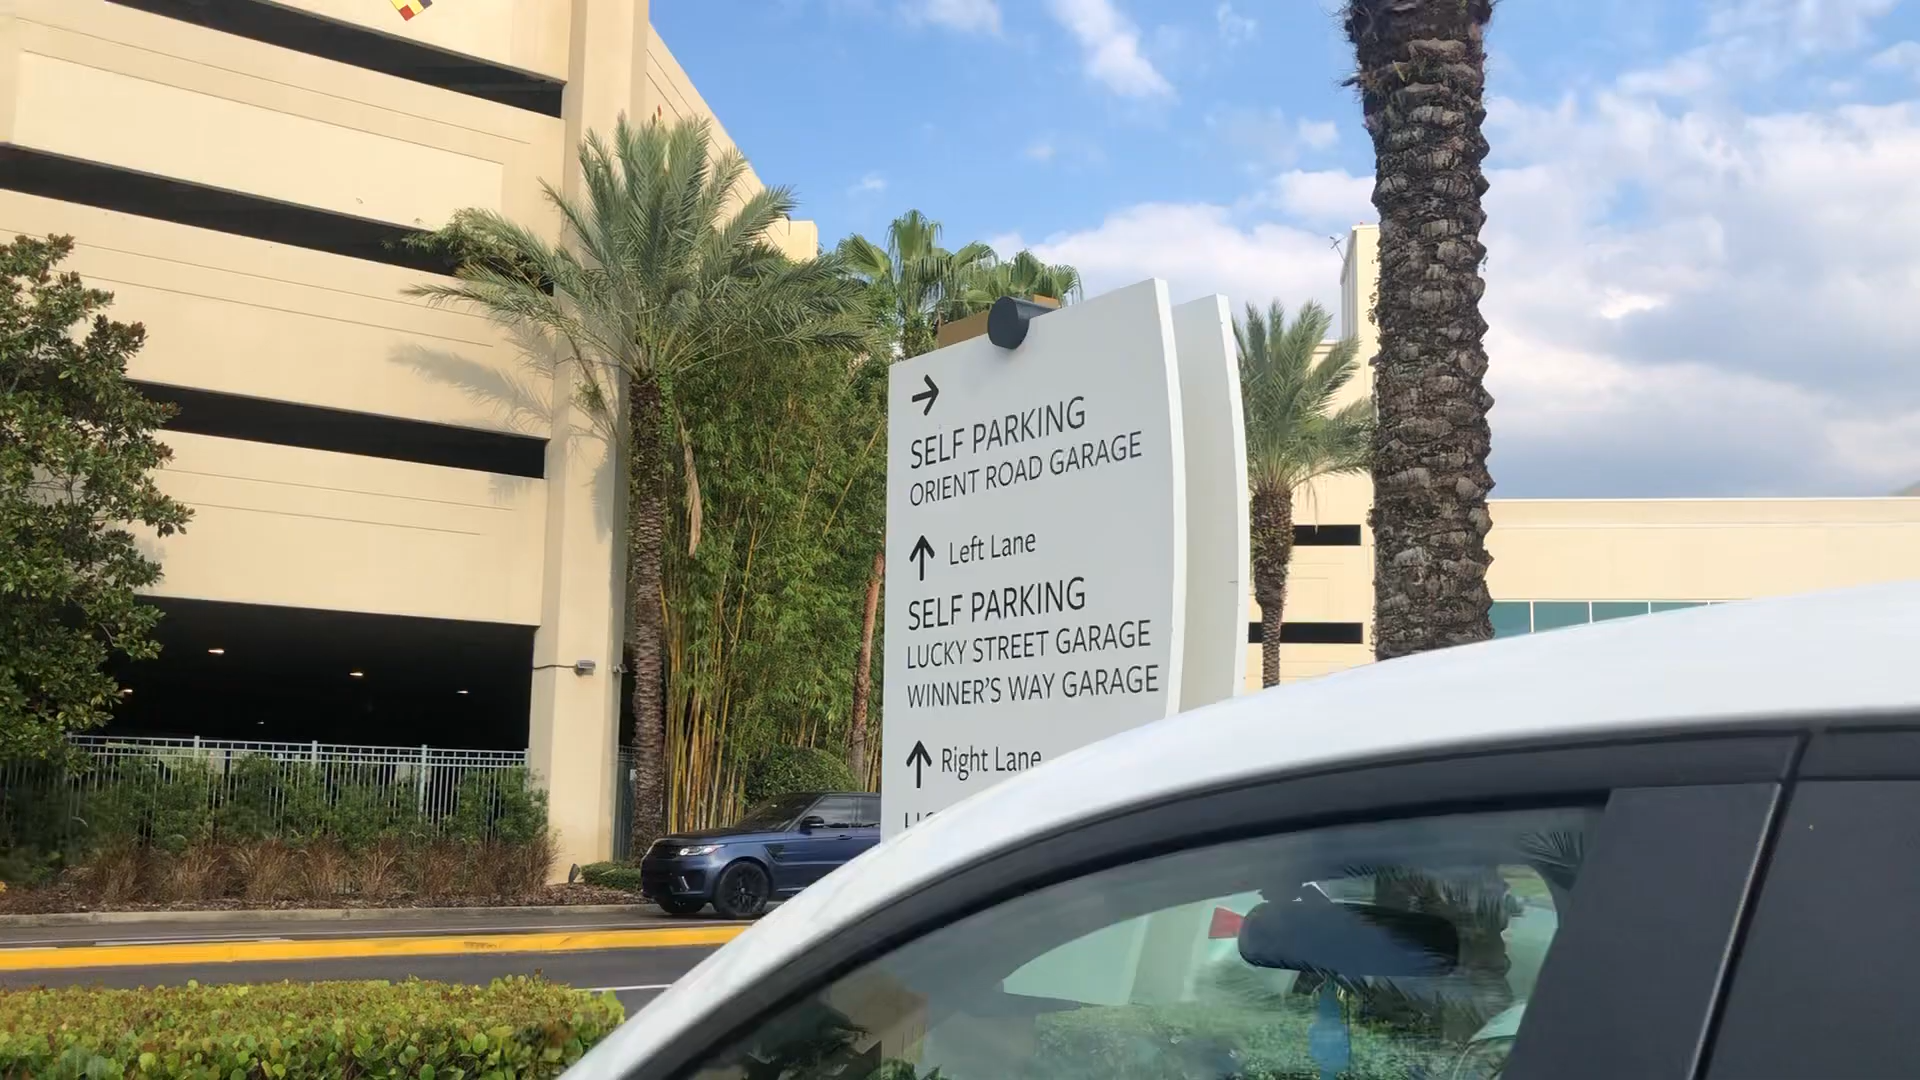 SELF PARKING
ORIENT ROAD GARAGE
Left Lane
SELF PARKING
LUCKY STREET GARAGE
WINNER'S WAY GARAGE
Right Lane